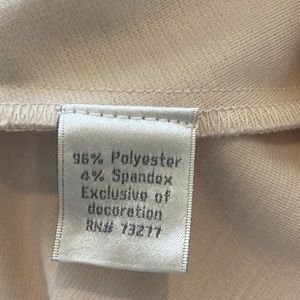 96% Polyester
4% Spandex
Exclusive of
decoration
RN# 73277